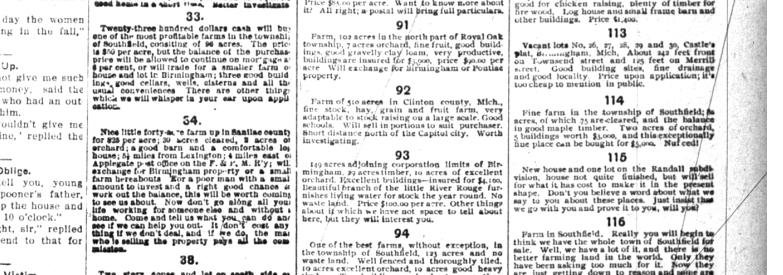 day the women
ng in the fall,"
Up.
not give me such
money, said the
who had an out
him.
ouldn't give me
ine,' replied the
Oblige.
tell you, young
pooner's father,
p the house and
10 o'clock."
ht, sir," replied
end to that for
33.
Twenty-three hundred dollars cash will buy
one of the most profitable farms in the township
of Southfield, consisting of 96 acres. The price
is $70 per acre, but the balance of the purchase
price will be allowed to continue on mortgage at
6 per cent, or will trade for a smaller farm or
house and lot in Birmingham; three good build
ings, good cellars, wells, cisterns and all the
usual conveniences There are other things
which we will whisper in your ear upon appli
cation.
34.
Nice little forty-acre farm up in Sanilac county
for $28 per acre; 30 acres cleared, 2 acres of
orchard; a good barn and a comfortable log
house; 5½ miles from Lexington; 4 miles east of
Applegate post office on the F. & P. M. R'y; will
exchange for Birmingham property or a small
farm hereabouts For a poor man with a small
amount to invest and a right good chance to
work out the balance, this will be worth coming
to see us about. Now don't go along all your
life working for someone else and without a
home. Come and tell us what you can do and
see if we can help you out. It don't cost any
thing if we don't deal, and if we do, the man
who is selling the property pays all the com
mission.
38.
Price $85.00 per acre. Want to know more about
it? All right; a postal will bring full particulars.
91
Farm, 102 acres in the north part of Royal Oak
township, 7 acres orchard, fine fruit, good build-
ings, good gravelly clay loam, very productive,
buildings are insured for $3,000, price $90.00 per
acre. Will exchange for Birmingham or Pontiac
property.
92
Farm of 510 acres in Clinton county, Mich.,
fine stock, hay, grain and fruit farm, very
adaptable to stock raising on a large scale. Good
schools. Will sell in portions to suit purchaser.
Short distance north of the Capitol city. Worth
investigating.
93
149 acres adjoining corporation limits of Bir-
mingham, 29 acres timber, 10 acres of excellent
orchard. Excellent buildings—insured for $4,100.
Beautiful branch of the little River Rouge fur-
nishes living water for stock the year round. No
waste land. Price $100.00 per acre. Other things
about it which we have not space to tell about
here, but they will interest you.
94
One of the best farms, without exception, in
the township of Southfield, 123 acres and no
waste land. Well fenced and thoroughly tiled.
10 acres excellent orchard, 10 acres good heavy
good for chicken raising, plenty of timber for
fire wood. Log house and small frame barn and
other buildings. Price $1,400.
113
Vacant lots No. 26, 27, 28, 29 and 30, Castle's
plat, Mich. About 242 feet front
on Townsend street and 125 feet on Merrill
street. Good building sites, fine drainage
and good locality. Price upon application; it's
too cheap to mention in public.
114
Fine farm in the township of Southfield; 80
acres, of which 75 are cleared, and the balance
in good maple timber. Two acres of orchard,
buildings worth $3,000, and this exceptionally
fine place can be bought for $5,000. Nuf ced!
115
New house and one lot on the Randall subdi-
vision, house not quite finished, but will sell
for what it has cost to make it in the present
shape. Don't you believe a word about what we
say to you about these places. Just insist that
we go with you and prove it to you, will you?
116
Farm in Southfield. Really you will begin to
think we have the whole town of Southfield for
sale. Well, we have a lot of it, and there is no
better farming land in the world. Only they
have been asking too much for it. Now they
are just getting down to reason and some are